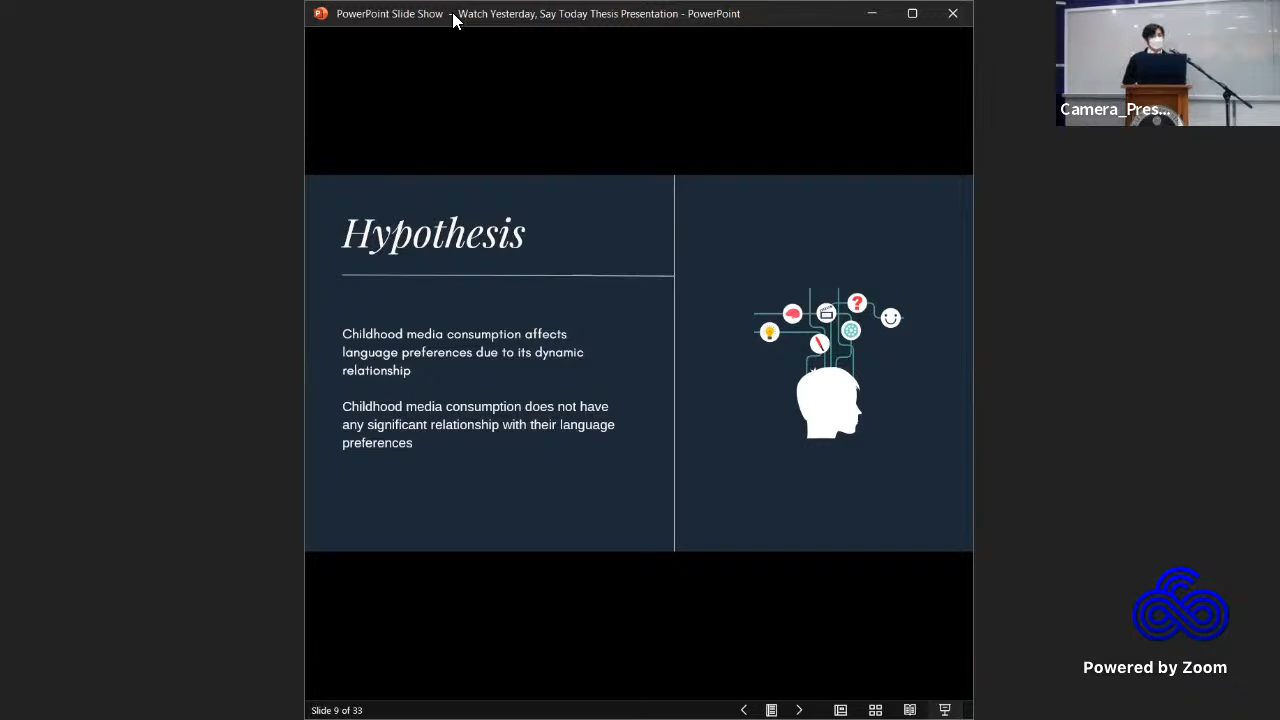 PowerPoint Slide Show - Watch Yesterday, Say Today Thesis Presentation - PowerPoint
Camera_Pres...
Hypothesis
?
Childhood media consumption affects
language preferences due to its dynamic
relationship
Childhood media consumption does not have
any significant relationship with their language
preferences
Powered by Zoom
Slide 9 of 33